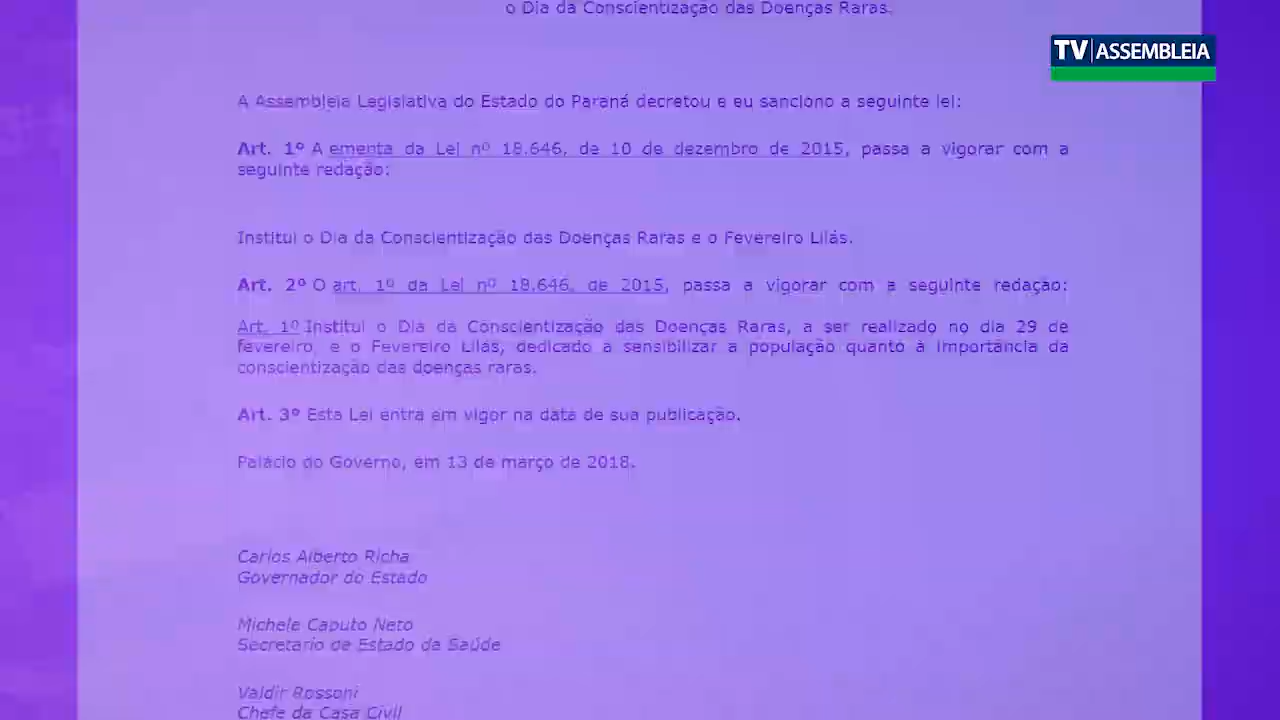 o Dia da Conscientização das Doenças Raras.
TV ASSEMBLEIA
A Assembleia Legislativa do Estado do Paraná decretou e eu sanciono a seguinte lei:
Art. 1º A ementa da Lei nº 18.646, de 10 de dezembro de 2015, passa a vigorar com a
seguinte redação:
Institui o Dia da Conscientização das Doenças Raras e o Fevereiro Lilás.
Art. 2º O art. 1º da Lei nº 18.646, de 2015, passa a vigorar com a seguinte redação:
Art. 1º Institui o Dia da Conscientização das Doenças Raras, a ser realizado no dia 29 de
fevereiro, e o Fevereiro Lilás, dedicado a sensibilizar a população quanto à importância da
conscientização das doenças raras.
Art. 3º Esta Lei entra em vigor na data de sua publicação.
Palácio do Governo, em 13 de março de 2018.
Carlos Alberto Richa
Governador do Estado
Michele Caputo Neto
Secretario de Estado da Saúde
Valdir Rossoni
Chefe da Casa Civil